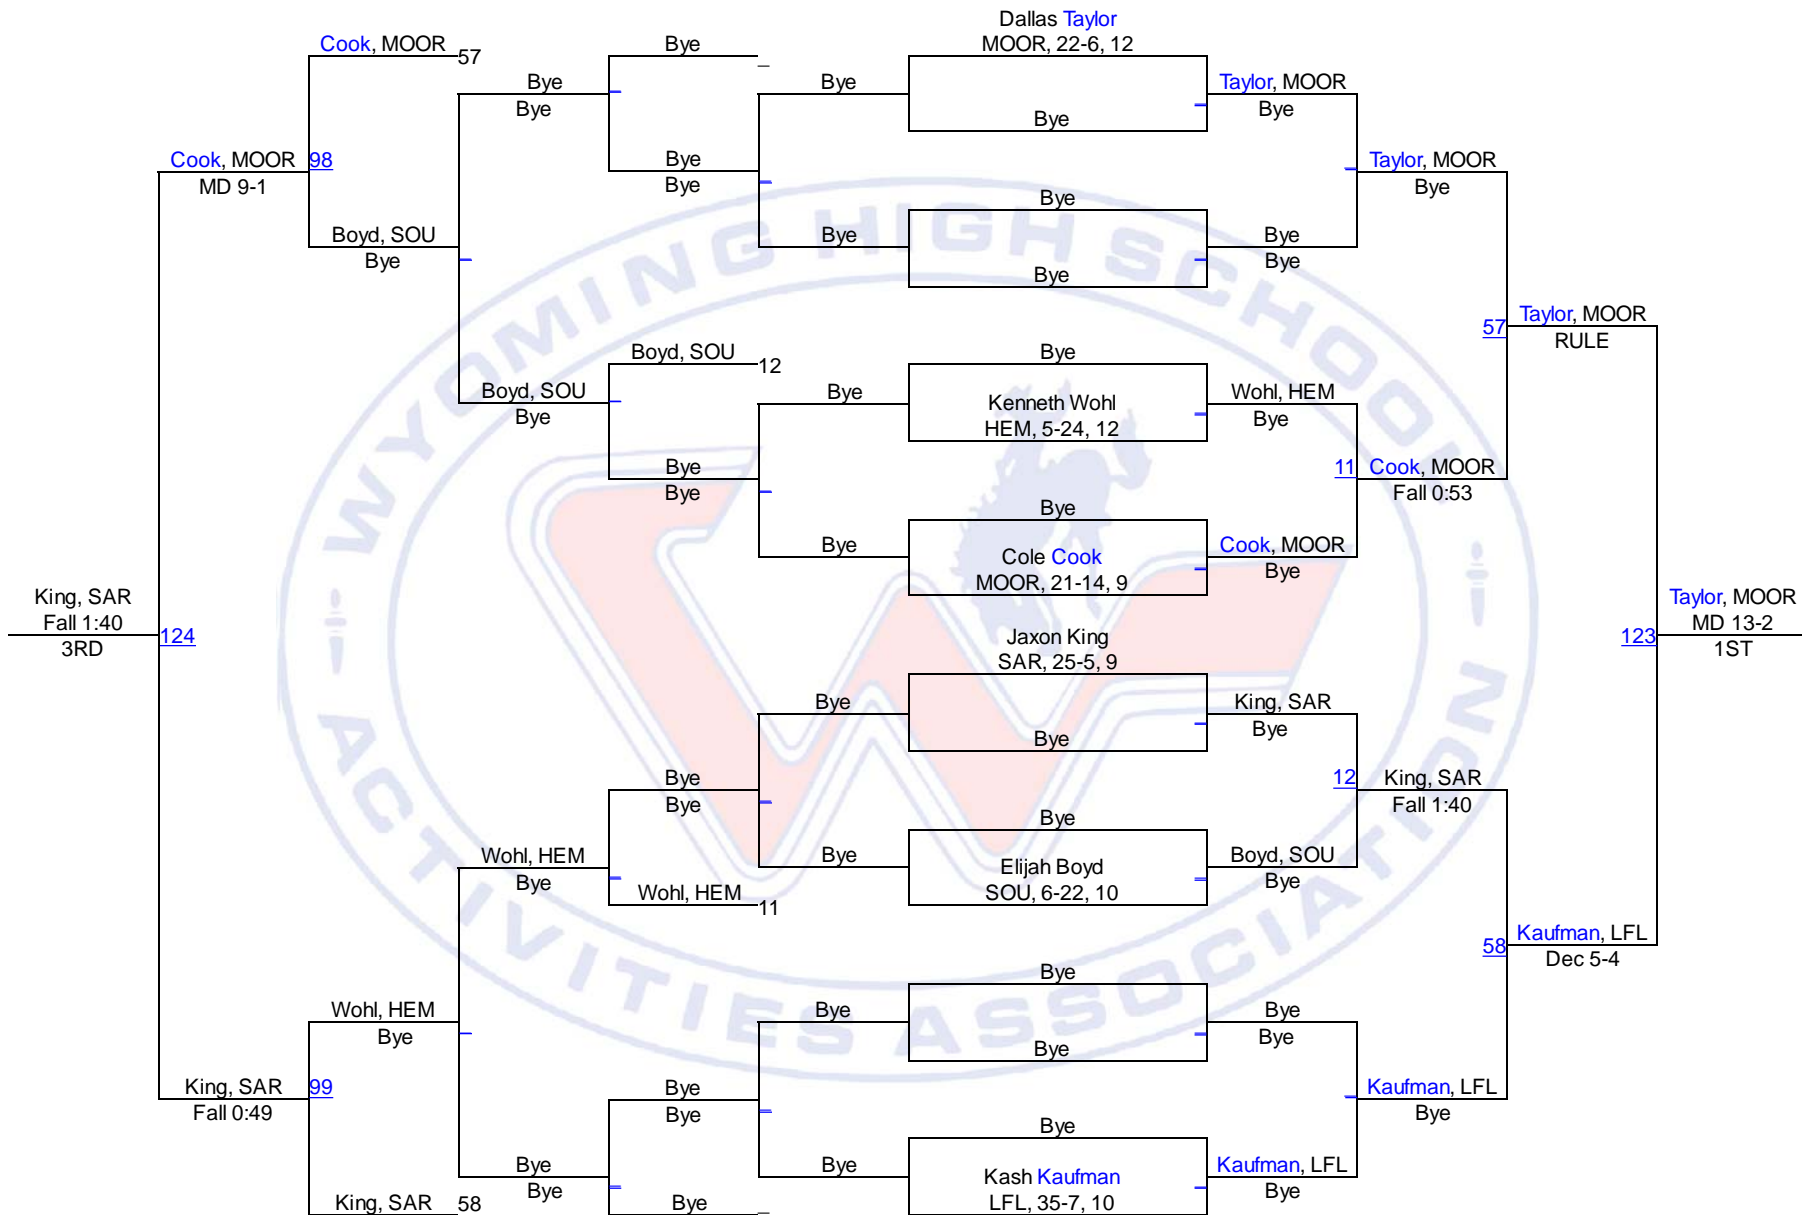 Dallas Taylor
MOOR, 22-6, 12
Cook, MOOR
57
Bye
_
Bye
Bye
Bye
Bye
Taylor, MOOR
Bye
Cook, MOOR
98
MD 9-1
Bye
Bye
Taylor, MOOR
Bye
Boyd, SOU
Bye
Bye
Bye
Bye
Bye
Bye
57
Taylor, MOOR
RULE
Boyd, SOU
12
Boyd, SOU
Bye
Bye
Bye
Kenneth Wohl
HEM, 5-24, 12
Wohl, HEM
Bye
Bye
Bye
11
Cook, MOOR
Fall 0:53
Bye
Bye
Cole Cook
MOOR, 21-14, 9
Cook, MOOR
Bye
King, SAR
Fall 1:40
3RD
124
Taylor, MOOR
MD 13-2
1ST
123
Jaxon King
SAR, 25-5, 9
Bye
Bye
King, SAR
Bye
Bye
Bye
12
King, SAR
Fall 1:40
Wohl, HEM
Bye
Bye
Bye
Elijah Boyd
SOU, 6-22, 10
Boyd, SOU
Bye
Wohl, HEM
11
58
Kaufman, LFL
Dec 5-4
Wohl, HEM
Bye
Bye
Bye
Bye
Bye
Bye
King, SAR
99
Fall 0:49
Bye
Bye
Kaufman, LFL
Bye
Bye
Bye
Bye
Bye
Kash Kaufman
LFL, 35-7, 10
Kaufman, LFL
Bye
King, SAR
58
Bye
_
WYOMING HIGH SCHOOL
ACTIVITIES ASSOCIATION